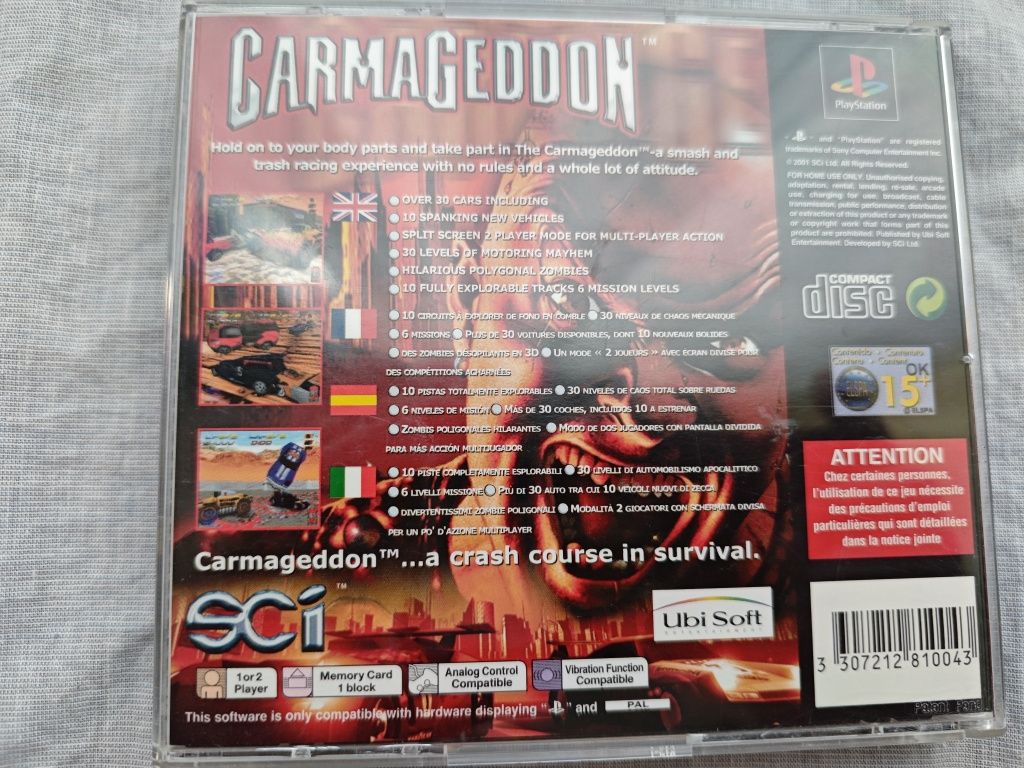 CARMAGEDDON™
Hold on to your body parts and take part in The Carmageddon™-a smash and
trash racing experience with no rules and a whole lot of attitude.
OVER 30 CARS INCLUDING
10 SPANKING NEW VEHICLES
SPLIT SCREEN 2 PLAYER MODE FOR MULTI-PLAYER ACTION
30 LEVELS OF MOTORING MAYHEM
HILARIOUS POLYGONAL ZOMBIES
10 FULLY EXPLORABLE TRACKS 6 MISSION LEVELS
10 CIRCUITS À EXPLORER DE FOND EN COMBLE 30 NIVEAUX DE CHAOS MÉCANIQUE
6 MISSIONS PLUS DE 30 VOITURES DISPONIBLES, DONT 10 NOUVEAUX BOLIDES
DES ZOMBIES DÉSOPILANTS EN 3D UN MODE « 2 JOUEURS » AVEC ÉCRAN DIVISÉ POUR
DES COMPÉTITIONS ACHARNÉES
10 PISTAS TOTALMENTE EXPLORABLES 30 NIVELES DE CAOS TOTAL SOBRE RUEDAS
6 NIVELES DE MISIÓN MÁS DE 30 COCHES, INCLUIDOS 10 A ESTRENAR
ZOMBIS POLIGONALES HILARANTES MODO DE DOS JUGADORES CON PANTALLA DIVIDIDA
PARA MÁS ACCIÓN MULTIJUGADOR
10 PISTE COMPLETAMENTE ESPLORABILI 30 LIVELLI DI AUTOMOBILISMO APOCALITTICO
6 LIVELLI MISSIONE PIÙ DI 30 AUTO TRA CUI 10 VEICOLI NUOVI DI ZECCA
DIVERTENTISSIMI ZOMBIE POLIGONALI MODALITÀ 2 GIOCATORI CON SCHERMATA DIVISA
PER UN PO' D'AZIONE MULTIPLAYER
Carmageddon™...a crash course in survival.
SCi™
Ubi Soft
ENTERTAINMENT
1 or 2
Player
Memory Card
1 block
Analog Control
Compatible
Vibration Function
Compatible
This software is only compatible with hardware displaying " " and PAL
PlayStation
" " and "PlayStation" are registered
trademarks of Sony Computer Entertainment Inc.
© 2001 SCi Ltd. All Rights Reserved.
FOR HOME USE ONLY. Unauthorised copying,
adaptation, rental, lending, re-sale, arcade
use, charging for use, broadcast, cable
transmission, public performance, distribution
or extraction of this product or any trademark
or copyright work that forms part of this
product are prohibited. Published by Ubi Soft
Entertainment. Developed by SCi Ltd.
COMPACT
disc
Contenido - Contenuto
Contenu - Content
ELSPA
OK
15+
© ELSPA
ATTENTION
Chez certaines personnes,
l'utilisation de ce jeu nécessite
des précautions d'emploi
particulières qui sont détaillées
dans la notice jointe
3 307212 810043